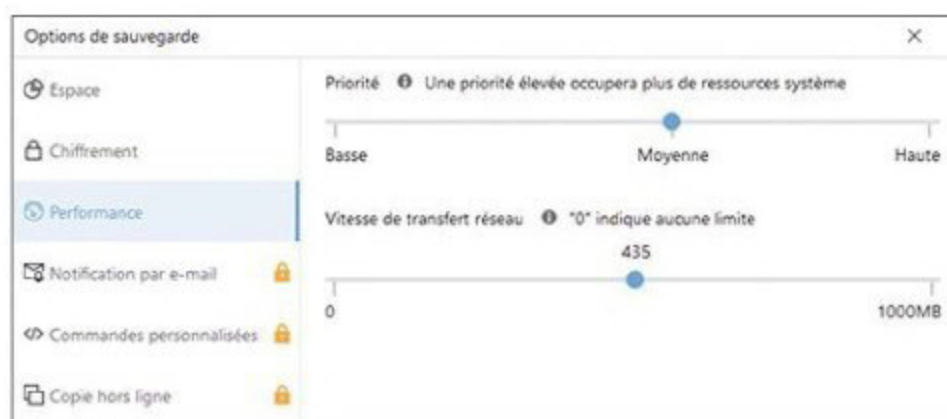 Options de sauvegarde
Espace
Chiffrement
Performance
Notification par e-mail
Commandes personnalisées
Copie hors ligne
Priorité Une priorité élevée occupera plus de ressources système
Basse Moyenne Haute
Vitesse de transfert réseau "0" indique aucune limite
435
0 1000MB